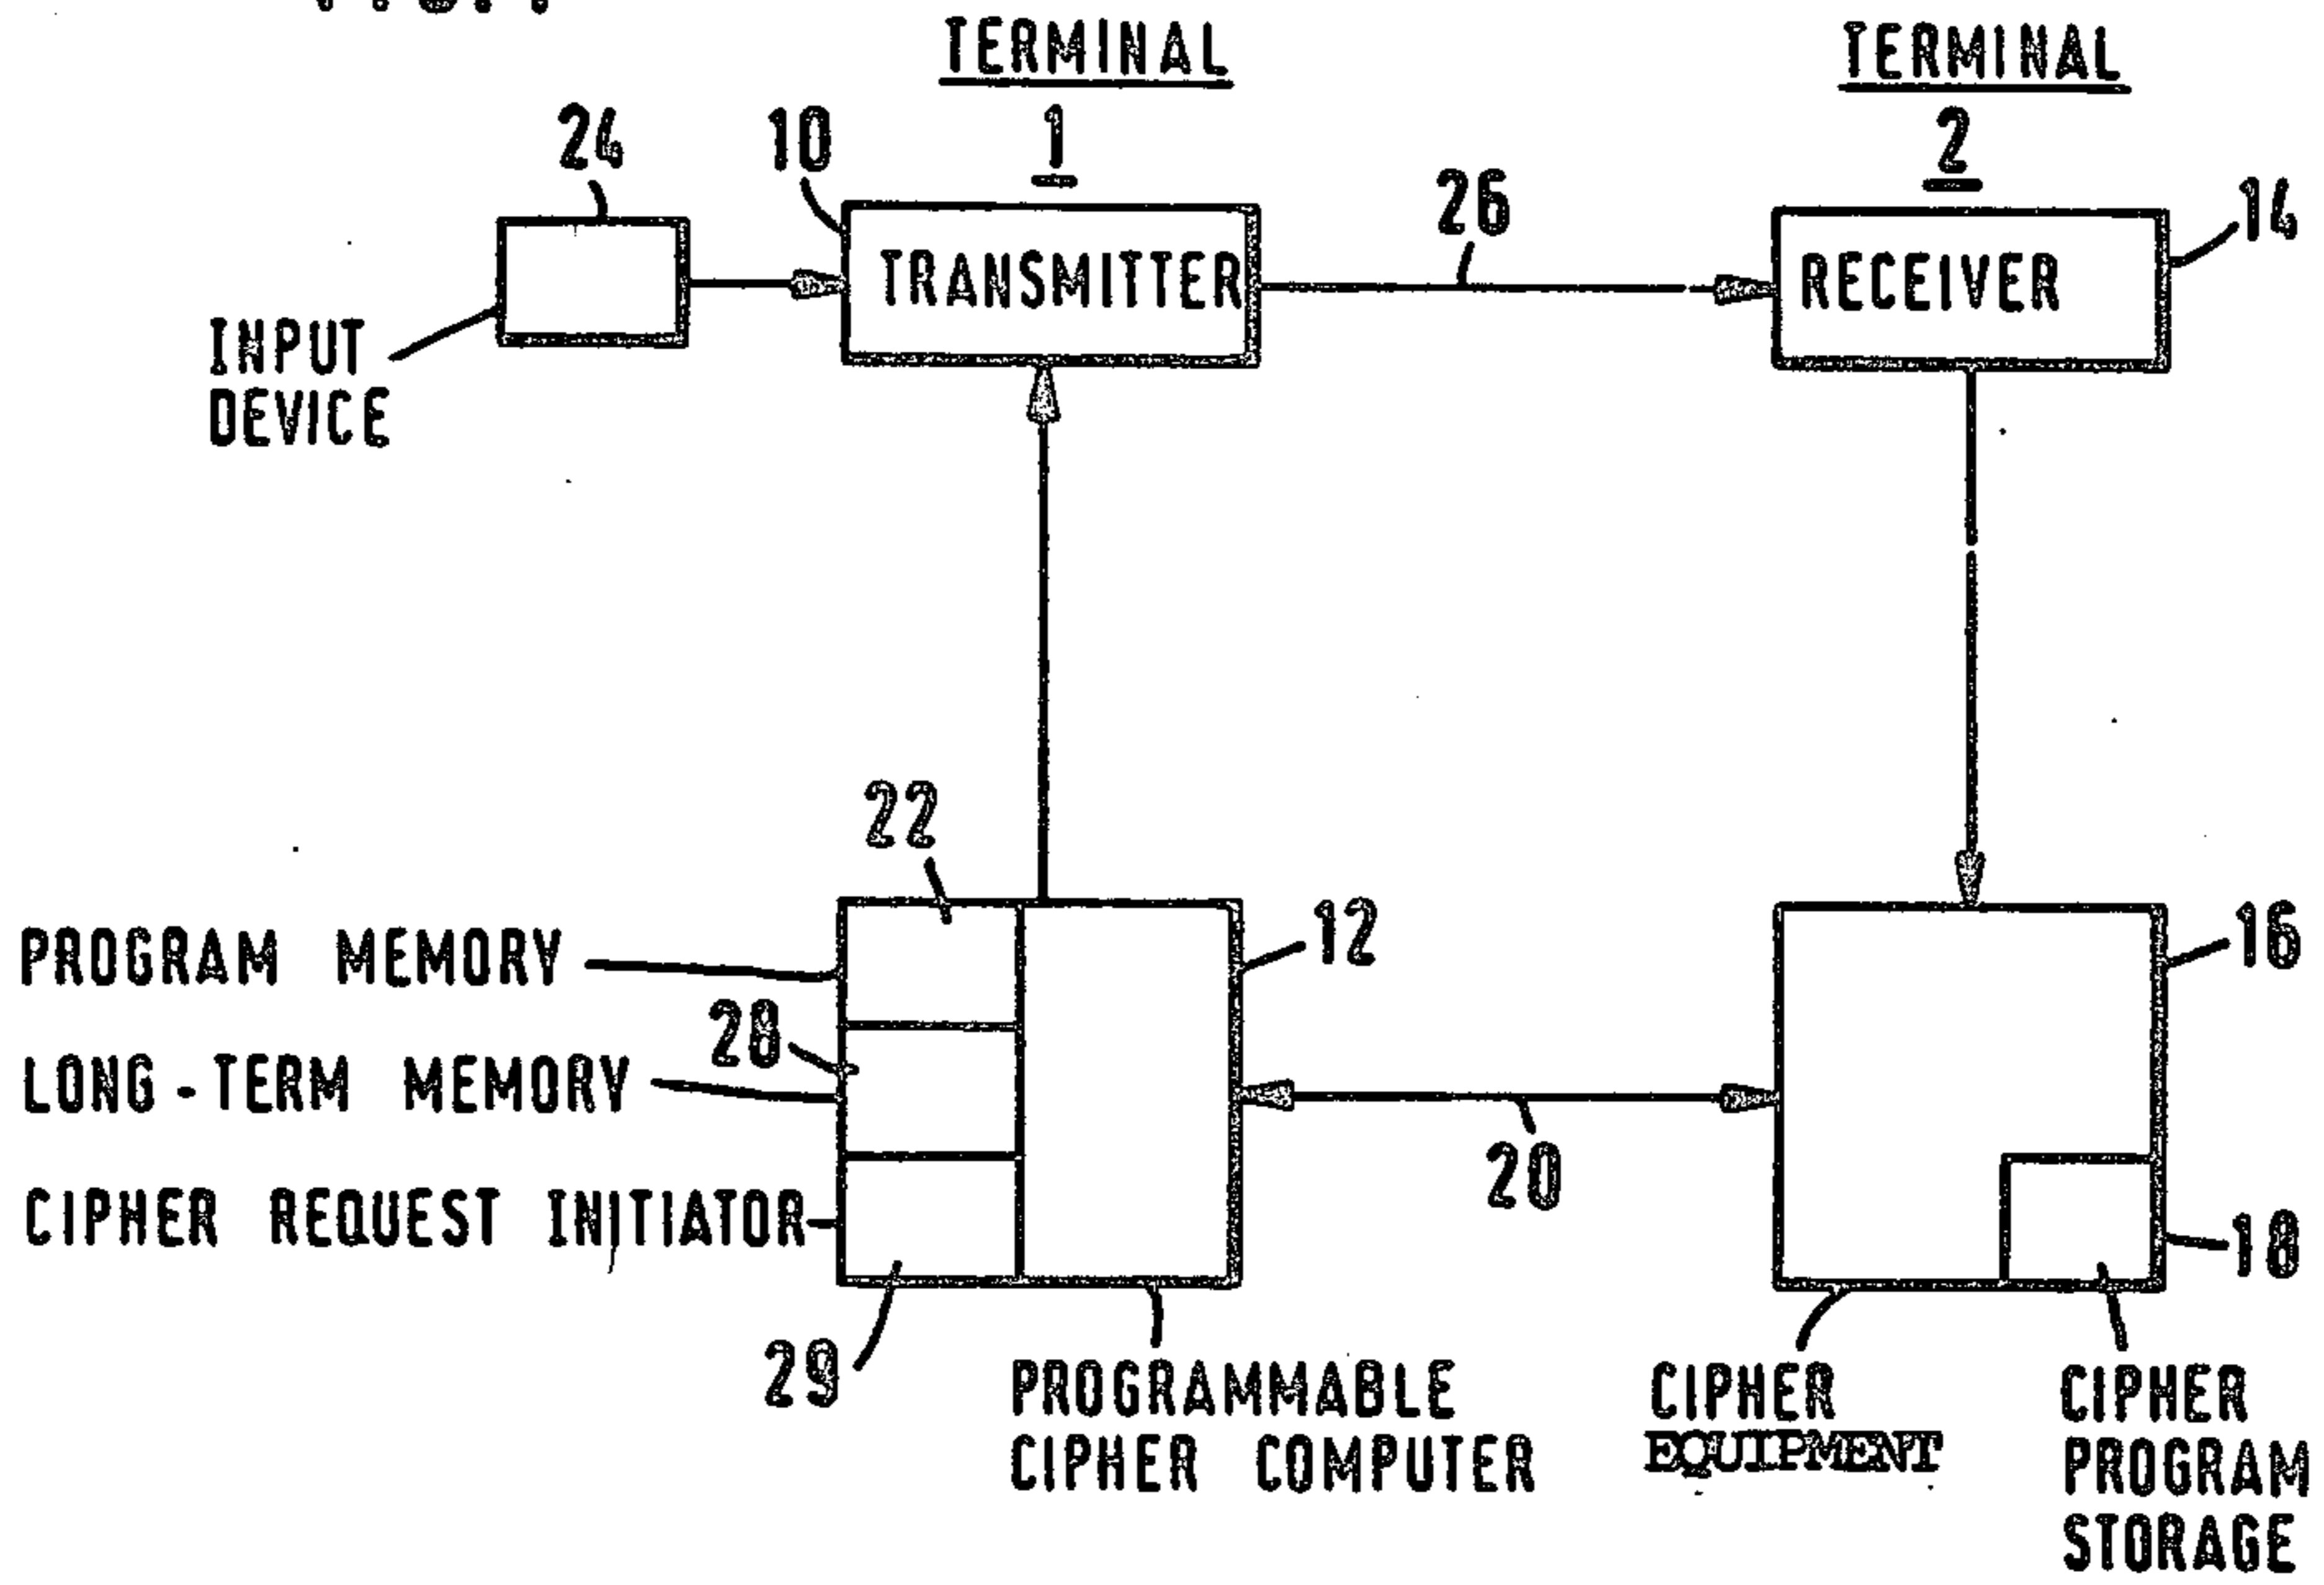 TERMINAL
1
TERMINAL
2
24
10
26
14
TRANSMITTER
RECEIVER
INPUT
DEVICE
22
12
16
PROGRAM MEMORY
28
LONG-TERM MEMORY
20
CIPHER REQUEST INITIATOR
18
29
PROGRAMMABLE
CIPHER COMPUTER
CIPHER
EQUIPMENT
CIPHER
PROGRAM
STORAGE